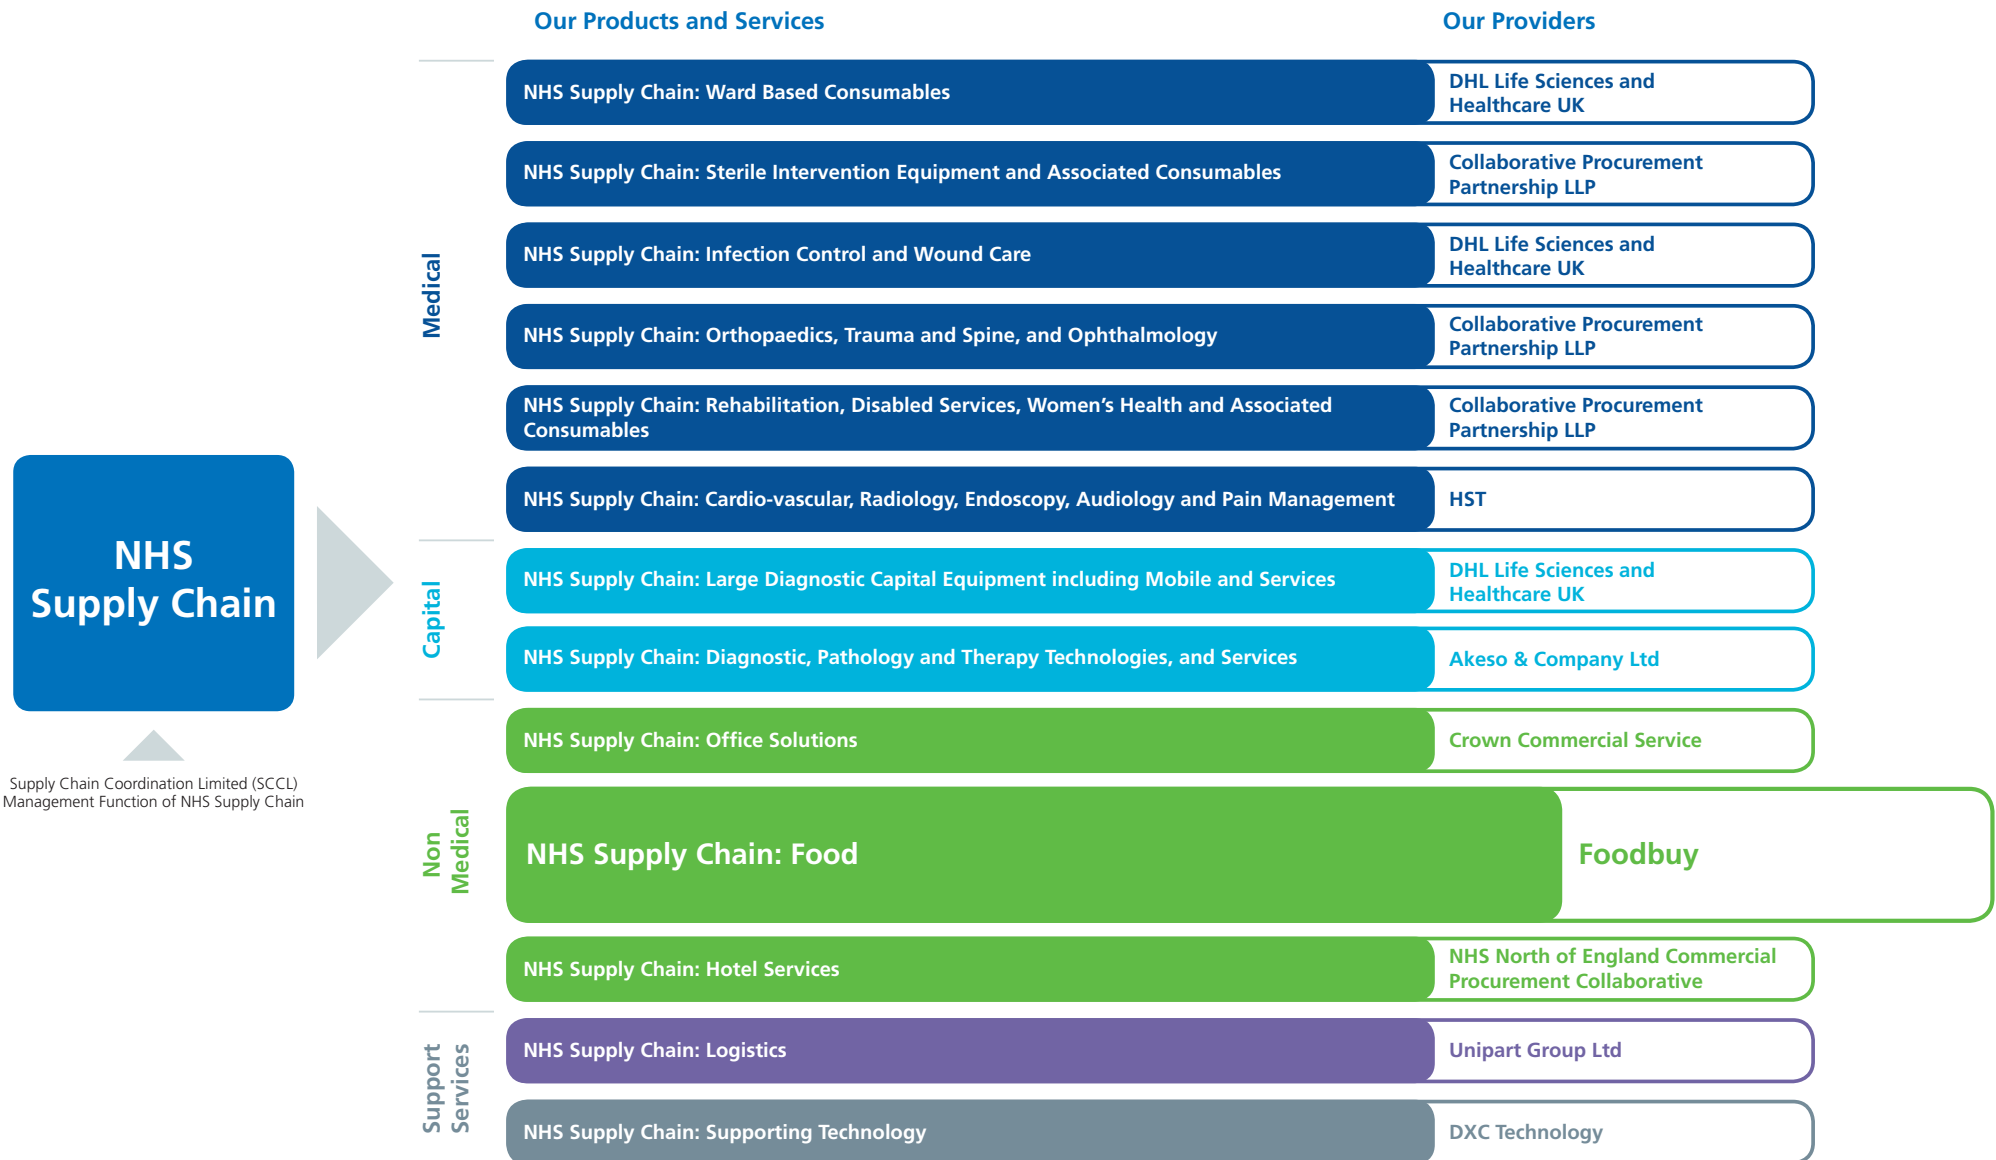 Our Products and Services
Our Providers
Medical
NHS Supply Chain: Ward Based Consumables
DHL Life Sciences and
Healthcare UK
NHS Supply Chain: Sterile Intervention Equipment and Associated Consumables
Collaborative Procurement
Partnership LLP
NHS Supply Chain: Infection Control and Wound Care
DHL Life Sciences and
Healthcare UK
NHS Supply Chain: Orthopaedics, Trauma and Spine, and Ophthalmology
Collaborative Procurement
Partnership LLP
NHS Supply Chain: Rehabilitation, Disabled Services, Women’s Health and Associated
Consumables
Collaborative Procurement
Partnership LLP
NHS Supply Chain: Cardio-vascular, Radiology, Endoscopy, Audiology and Pain Management
HST
NHS
Supply Chain
Supply Chain Coordination Limited (SCCL)
Management Function of NHS Supply Chain
Capital
NHS Supply Chain: Large Diagnostic Capital Equipment including Mobile and Services
DHL Life Sciences and
Healthcare UK
NHS Supply Chain: Diagnostic, Pathology and Therapy Technologies, and Services
Akeso & Company Ltd
Non
Medical
NHS Supply Chain: Office Solutions
Crown Commercial Service
NHS Supply Chain: Food
Foodbuy
NHS Supply Chain: Hotel Services
NHS North of England Commercial
Procurement Collaborative
Support
Services
NHS Supply Chain: Logistics
Unipart Group Ltd
NHS Supply Chain: Supporting Technology
DXC Technology